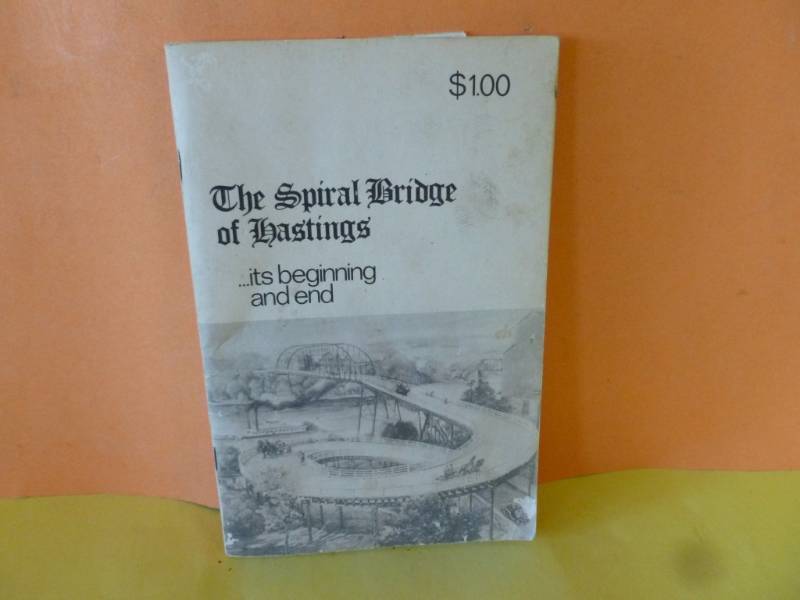 $1.00
The Spiral Bridge
of Hastings
...its beginning
and end